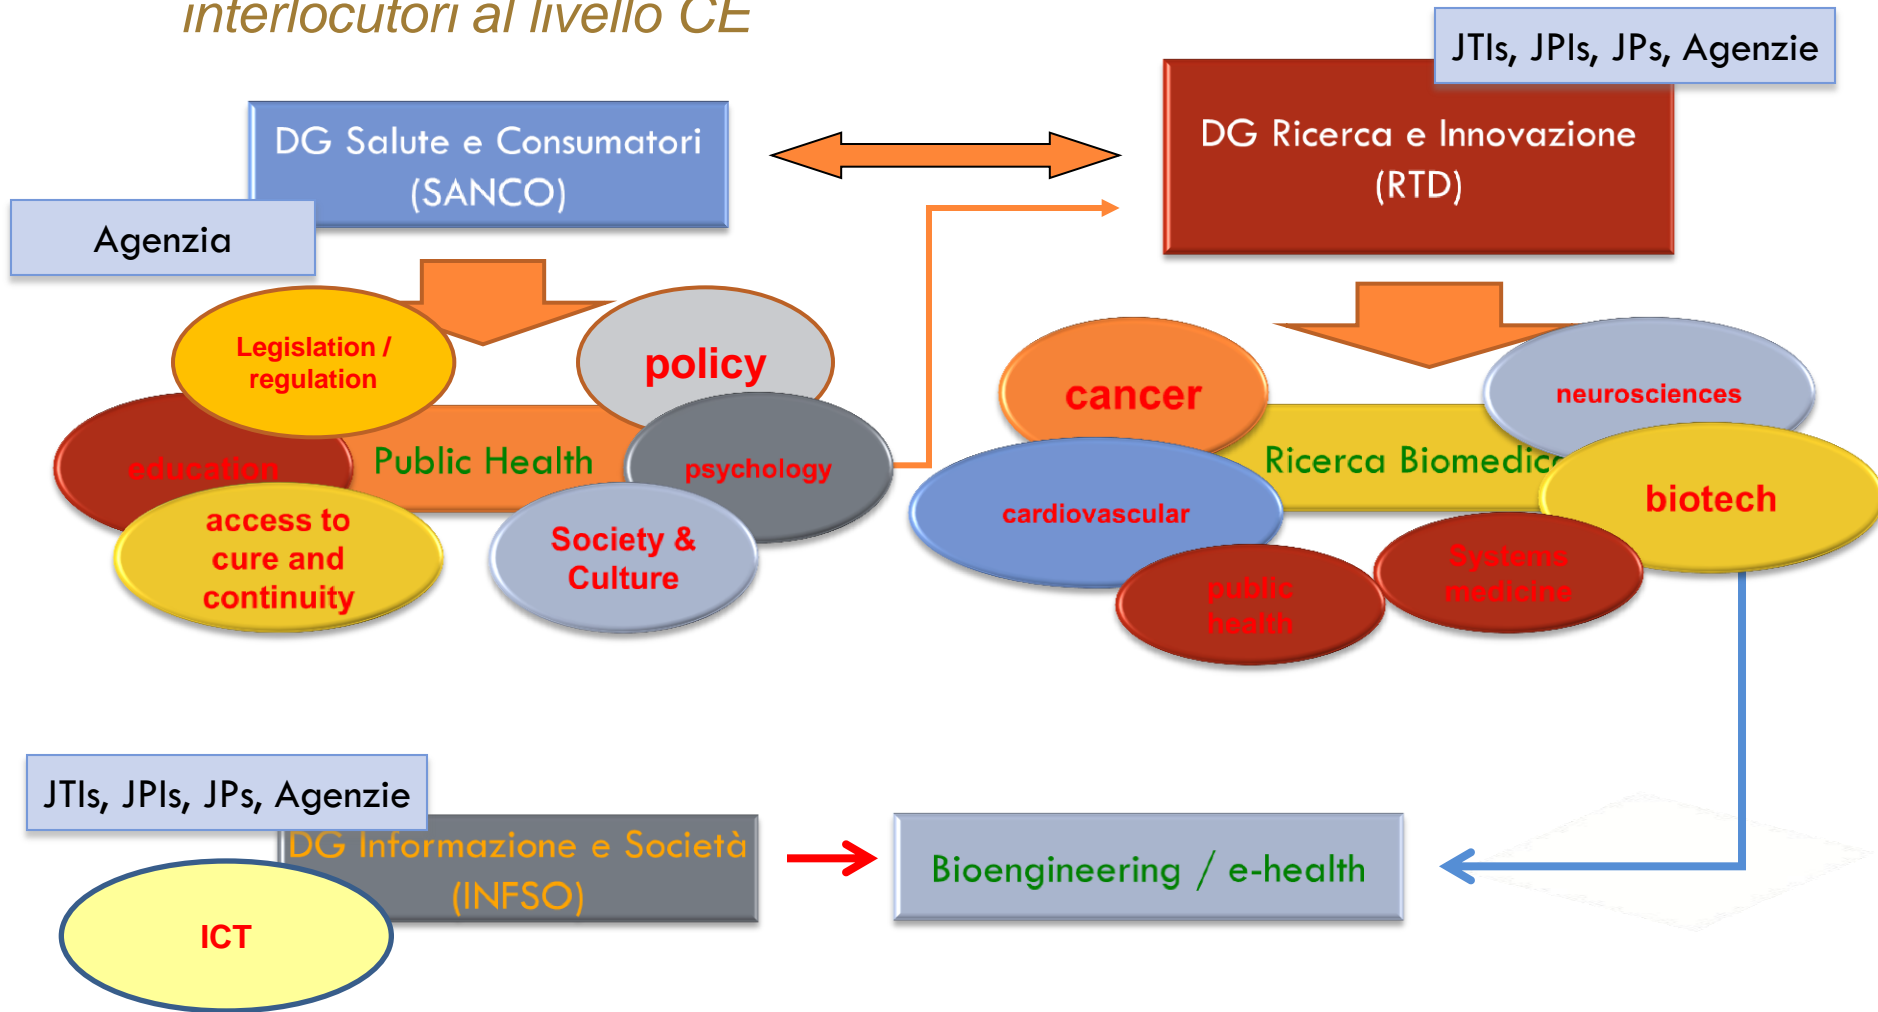 interlocutori al livello CE
JTIs, JPIs, JPs, Agenzie
DG Salute e Consumatori
(SANCO)
DG Ricerca e Innovazione
(RTD)
Agenzia
Legislation /
regulation
policy
education
Public Health
psychology
access to
cure and
continuity
Society &
Culture
cancer
neurosciences
Ricerca Biomedica
cardiovascular
biotech
Systems
medicine
public
health
JTIs, JPIs, JPs, Agenzie
DG Informazione e Società
(INFSO)
ICT
Bioengineering / e-health